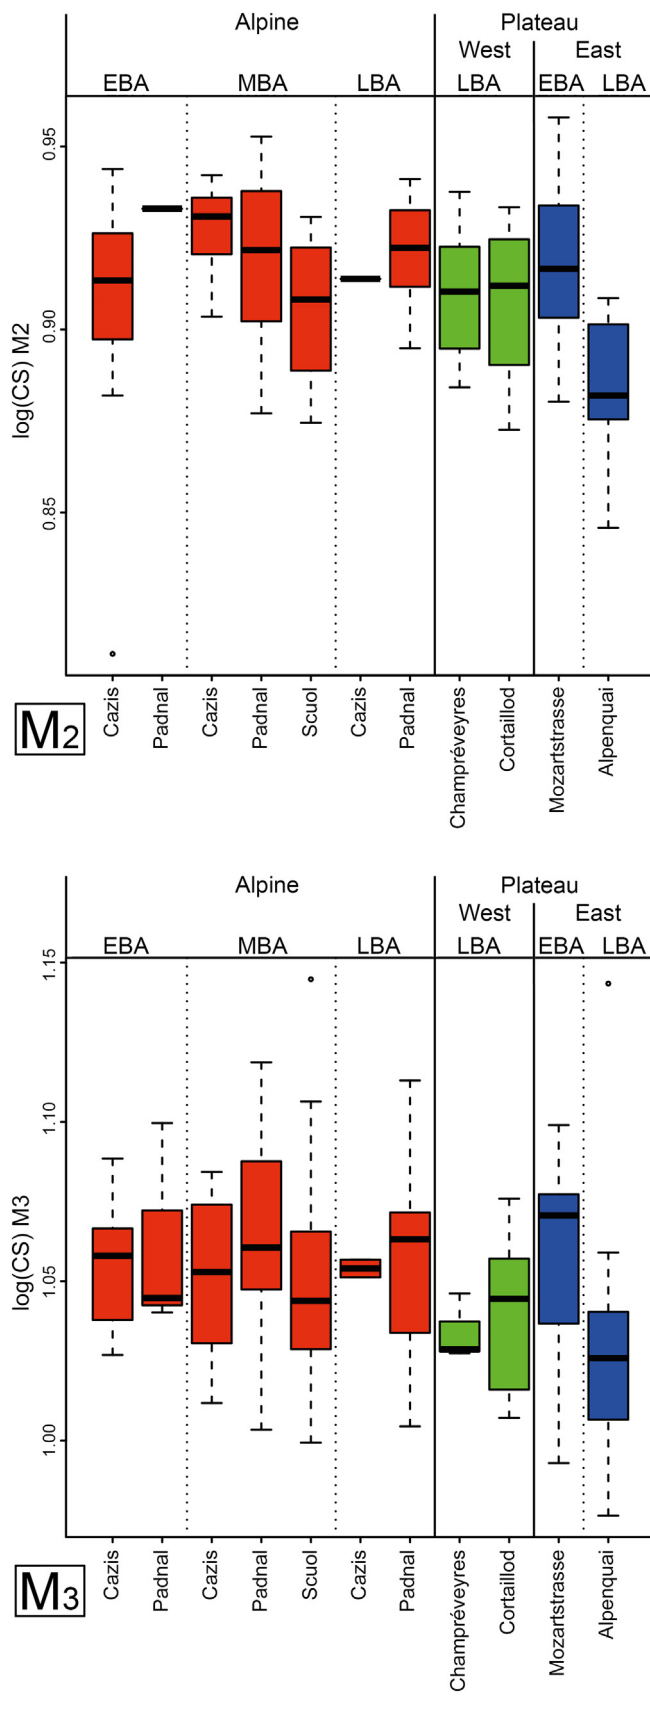 Alpine Plateau
West East
EBA MBA LBA LBA EBA LBA
log(CS) M2
0.95
0.90
0.85
Cazis Padnal Cazis Padnal Scuol Cazis Padnal Champréveyres Cortaillod Mozartstrasse Alpenquai
M2
Alpine Plateau
West East
EBA MBA LBA LBA EBA LBA
log(CS) M3
1.15
1.10
1.05
1.00
Cazis Padnal Cazis Padnal Scuol Cazis Padnal Champréveyres Cortaillod Mozartstrasse Alpenquai
M3